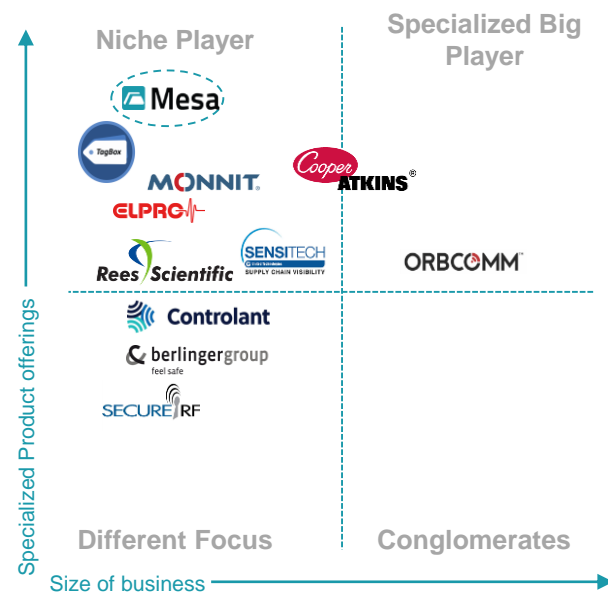 Niche Player
Specialized Big
Player
Mesa
TagBox
MONNIT®
Cooper
ATKINS®
ELPRO
SENSITECH
SUPPLY CHAIN VISIBILITY
Rees Scientific
ORBCOMM™
Controlant
berlingergroup
feel safe
SECURE RF
Specialized Product offerings
Different Focus
Conglomerates
Size of business